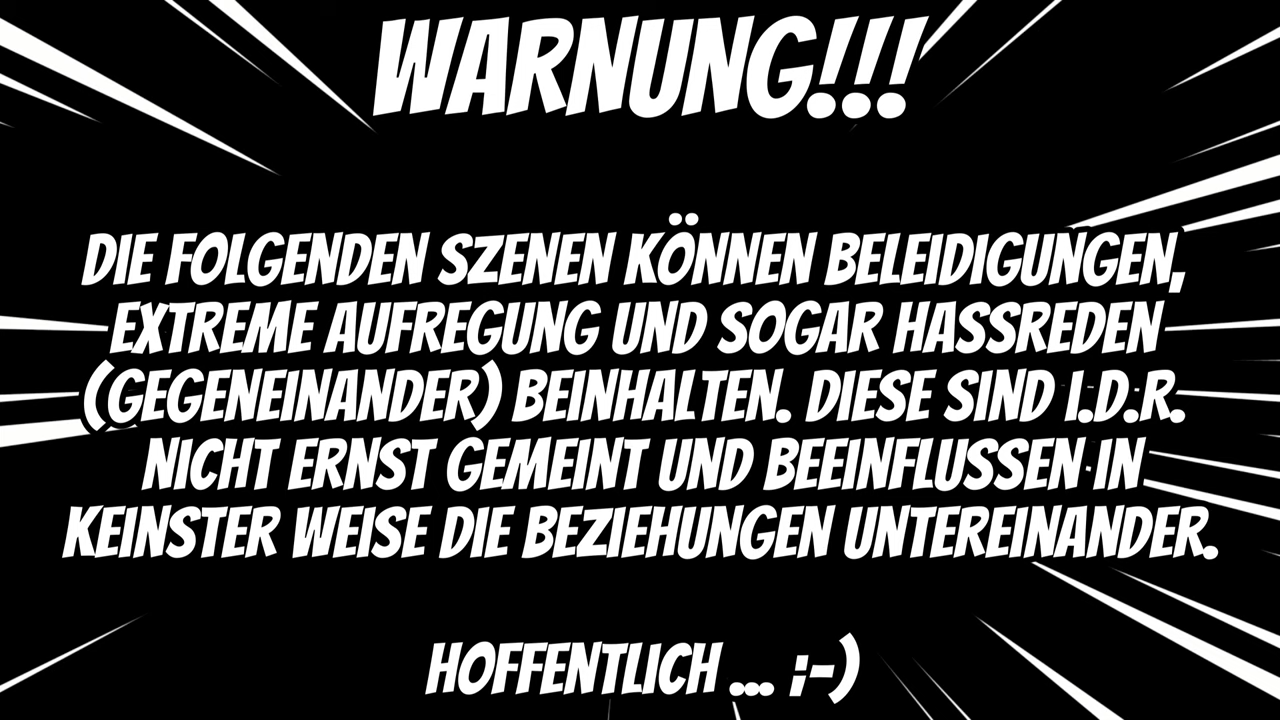 WARNUNG!!!
DIE FOLGENDEN SZENEN KÖNNEN BELEIDIGUNGEN,
EXTREME AUFREGUNG UND SOGAR HASSREDEN
(GEGENEINANDER) BEINHALTEN. DIESE SIND I.D.R.
NICHT ERNST GEMEINT UND BEEINFLUSSEN IN
KEINSTER WEISE DIE BEZIEHUNGEN UNTEREINANDER.
HOFFENTLICH ... ;-)